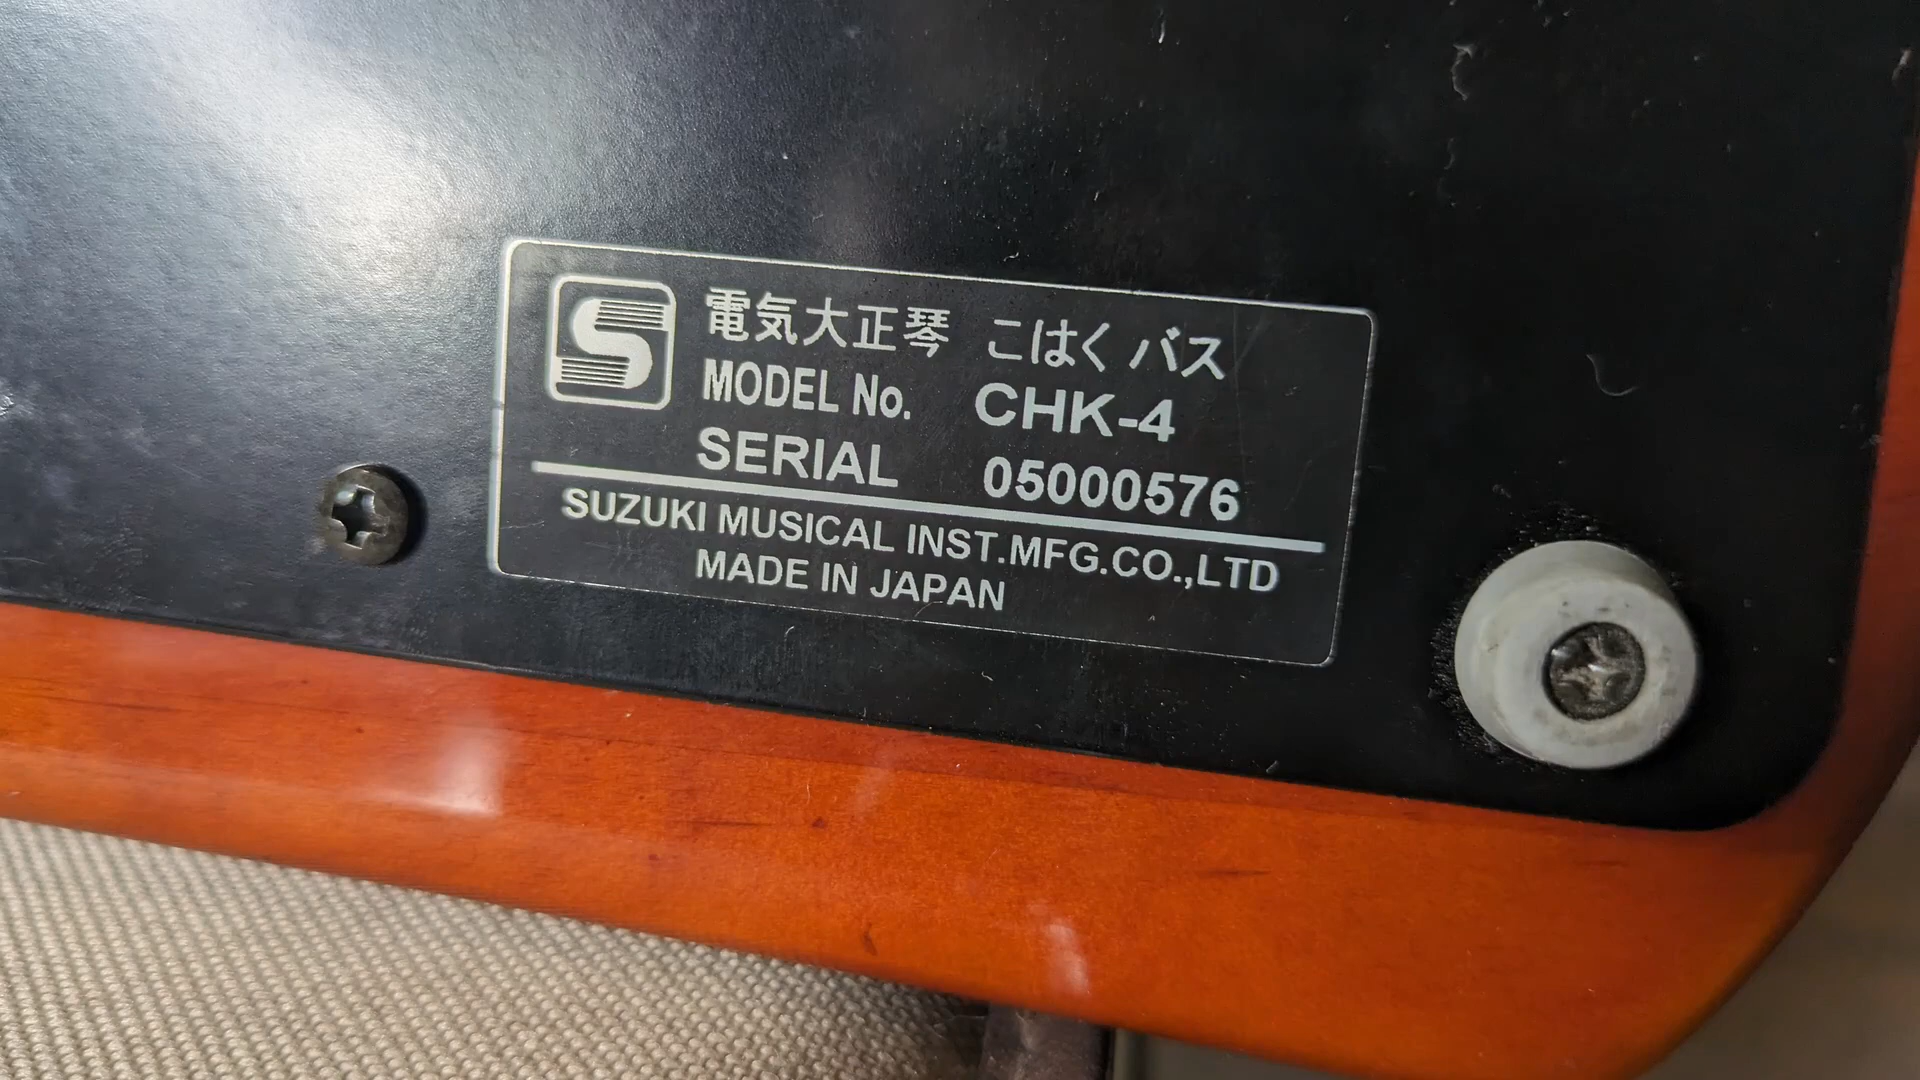 電気大正琴 こはく バス
MODEL No. CHK-4
SERIAL 05000576
SUZUKI MUSICAL INST.MFG.CO.,LTD
MADE IN JAPAN